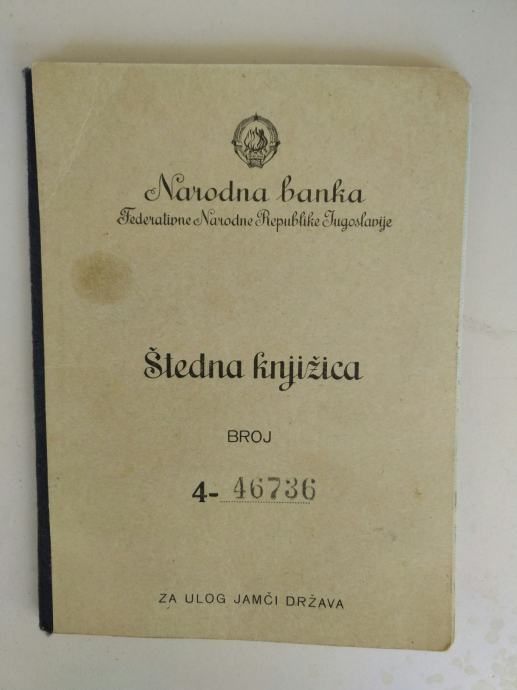 Narodna banka
Federativne Narodne Republike Jugoslavije
Štedna knjižica
BROJ
4- 46736
ZA ULOG JAMČI DRŽAVA